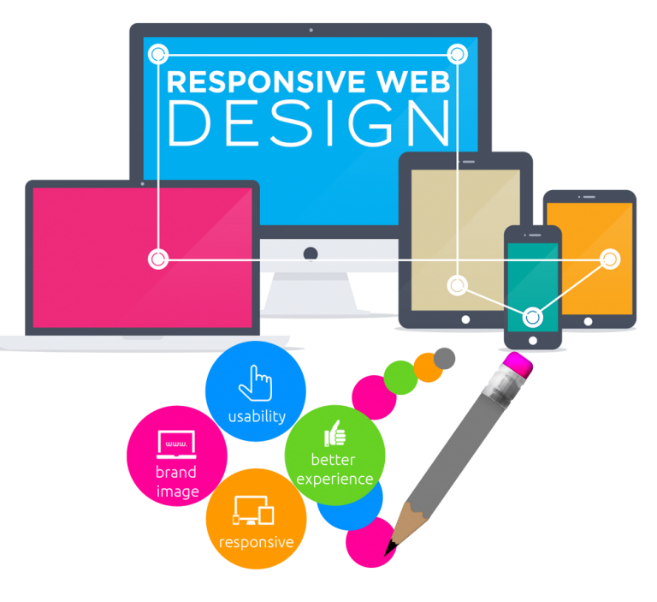 RESPONSIVE WEB
DESIGN
usability
www.
brand
image
better
experience
responsive